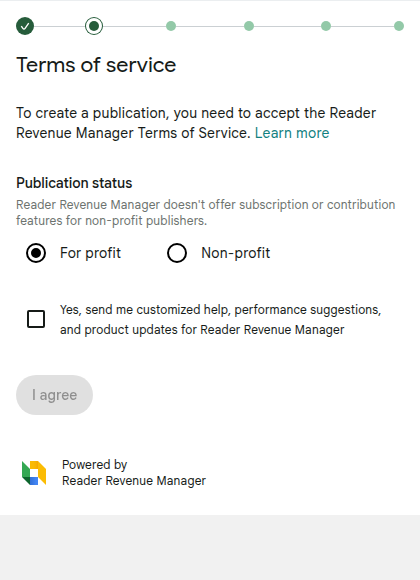 Terms of service
To create a publication, you need to accept the Reader
Revenue Manager Terms of Service. Learn more
Publication status
Reader Revenue Manager doesn't offer subscription or contribution
features for non-profit publishers.
For profit Non-profit
Yes, send me customized help, performance suggestions,
and product updates for Reader Revenue Manager
I agree
Powered by
Reader Revenue Manager